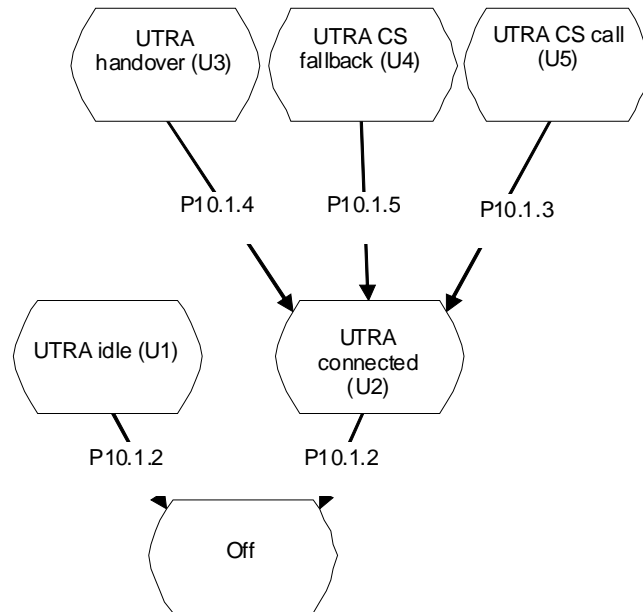 UTRA
handover (U3)
UTRA CS
fallback (U4)
UTRA CS call
(U5)
P10.1.4
P10.1.5
P10.1.3
UTRA idle (U1)
UTRA
connected
(U2)
P10.1.2
P10.1.2
Off